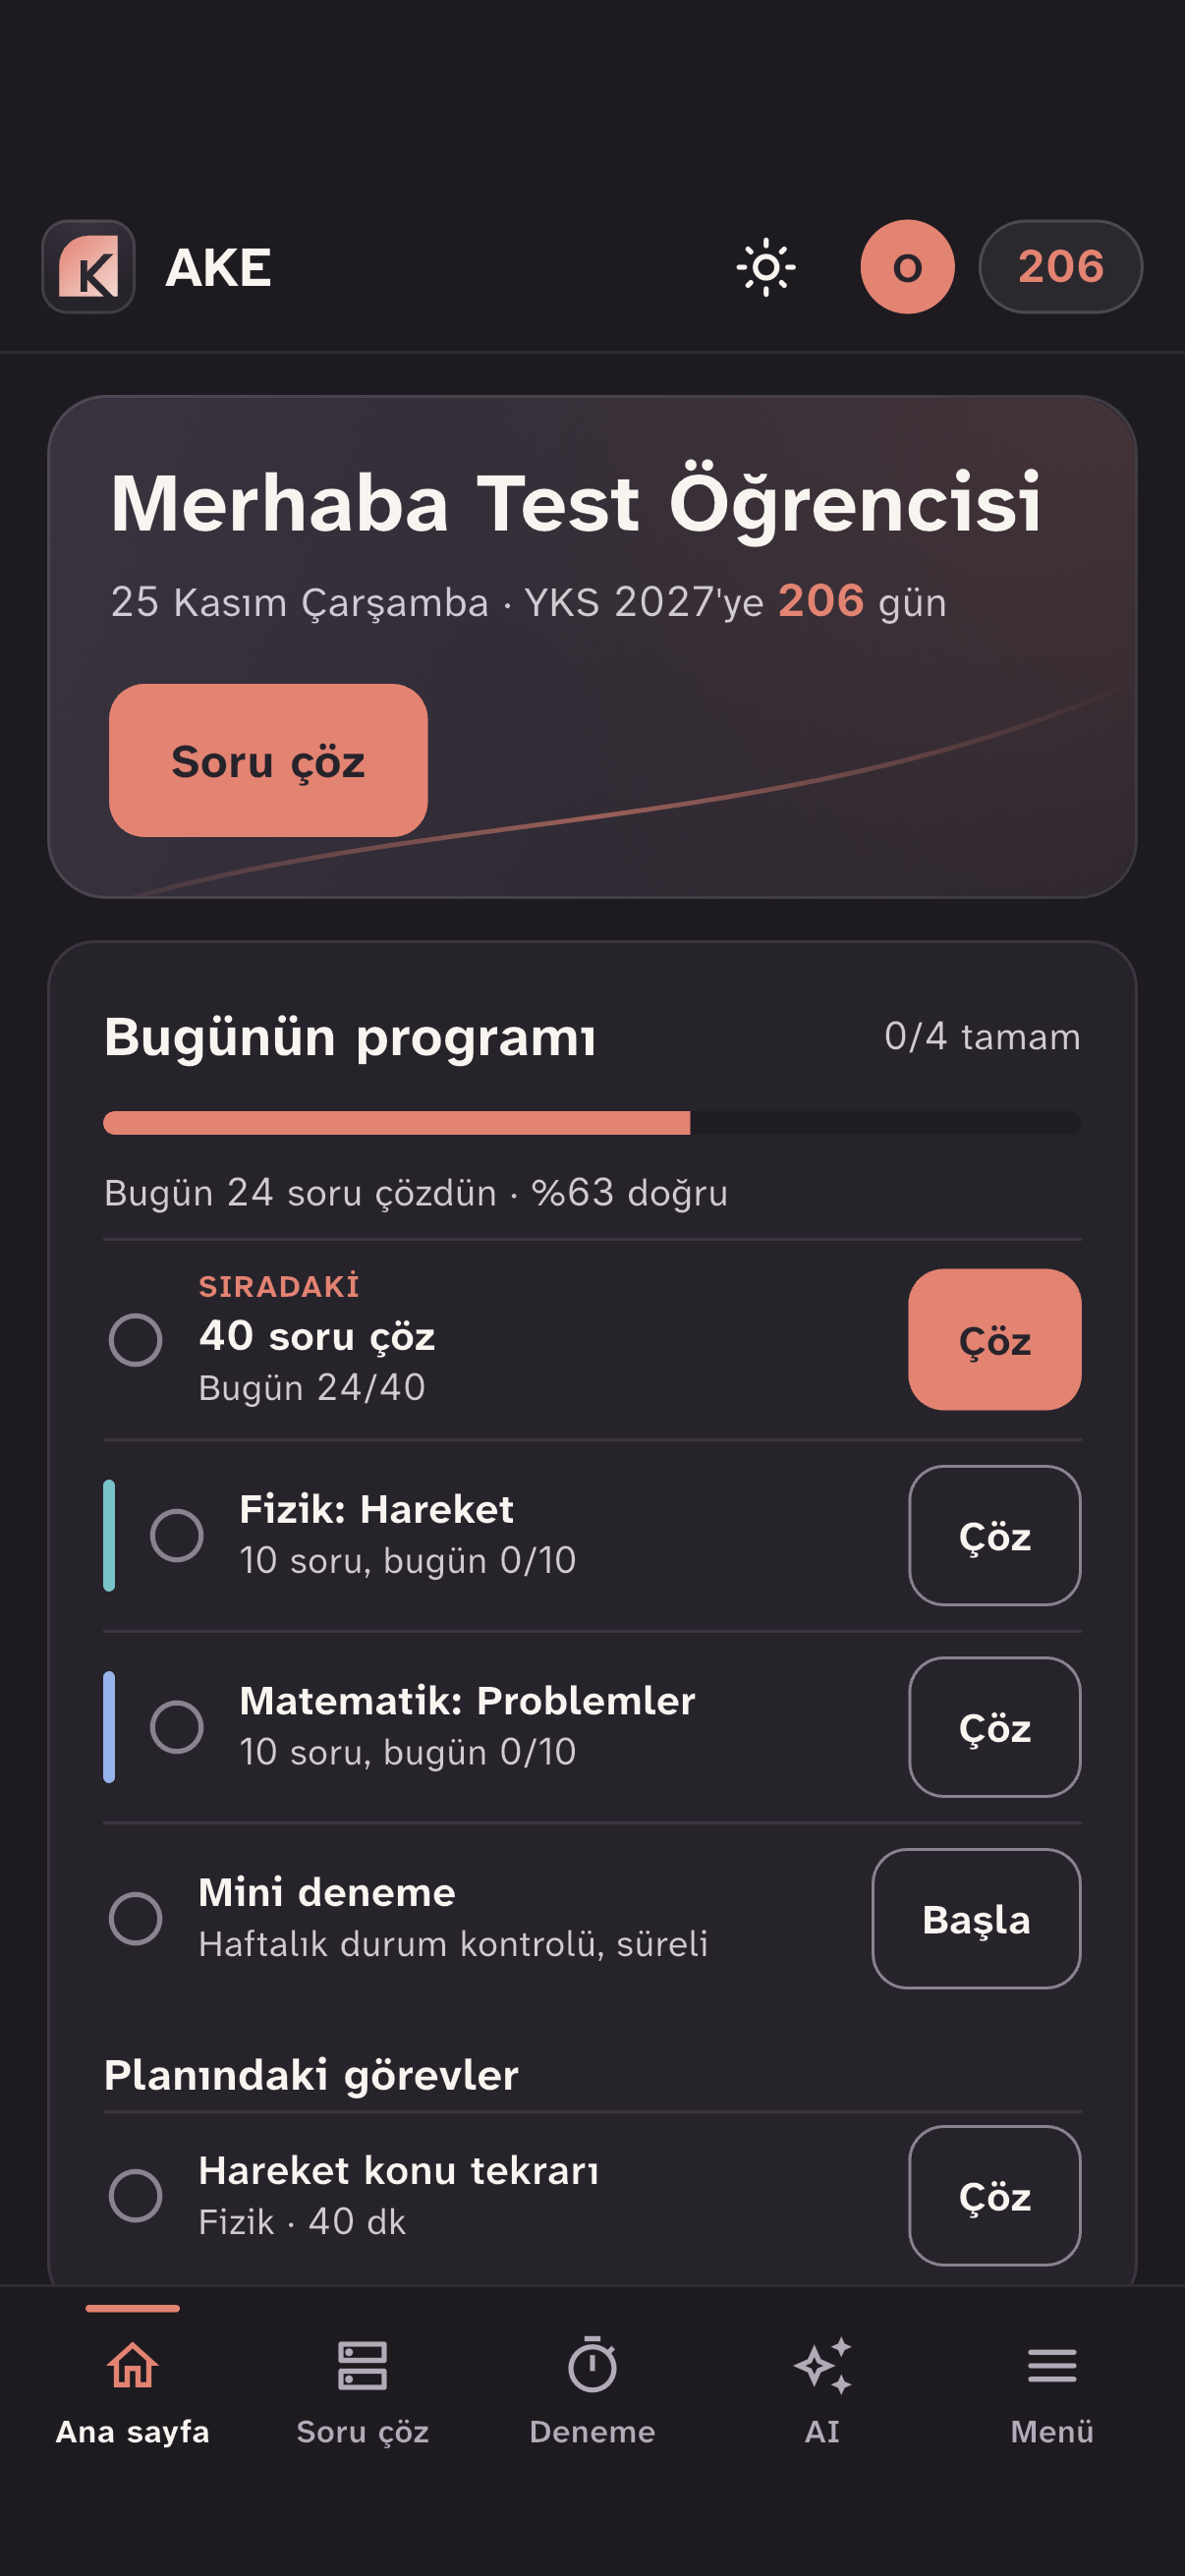 K AKE O 206
Merhaba Test Öğrencisi
25 Kasım Çarşamba · YKS 2027'ye 206 gün
Soru çöz
Bugünün programı 0/4 tamam
Bugün 24 soru çözdün · %63 doğru
SIRADAKİ
40 soru çöz
Bugün 24/40
Çöz
Fizik: Hareket
10 soru, bugün 0/10
Çöz
Matematik: Problemler
10 soru, bugün 0/10
Çöz
Mini deneme
Haftalık durum kontrolü, süreli
Başla
Planındaki görevler
Hareket konu tekrarı
Fizik · 40 dk
Çöz
Ana sayfa Soru çöz Deneme AI Menü